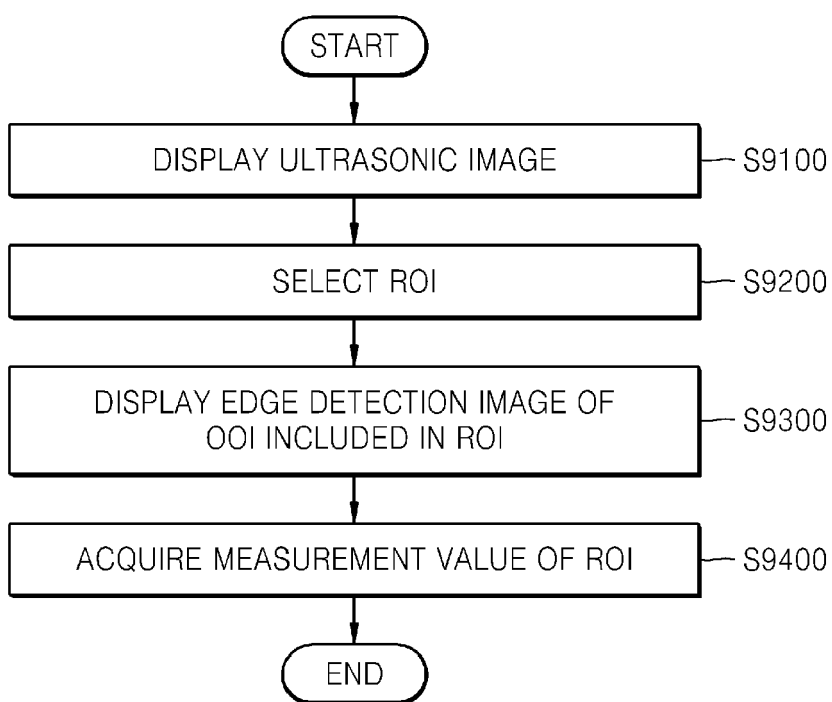 START
DISPLAY ULTRASONIC IMAGE
S9100
SELECT ROI
S9200
DISPLAY EDGE DETECTION IMAGE OF
OOI INCLUDED IN ROI
S9300
ACQUIRE MEASUREMENT VALUE OF ROI
S9400
END